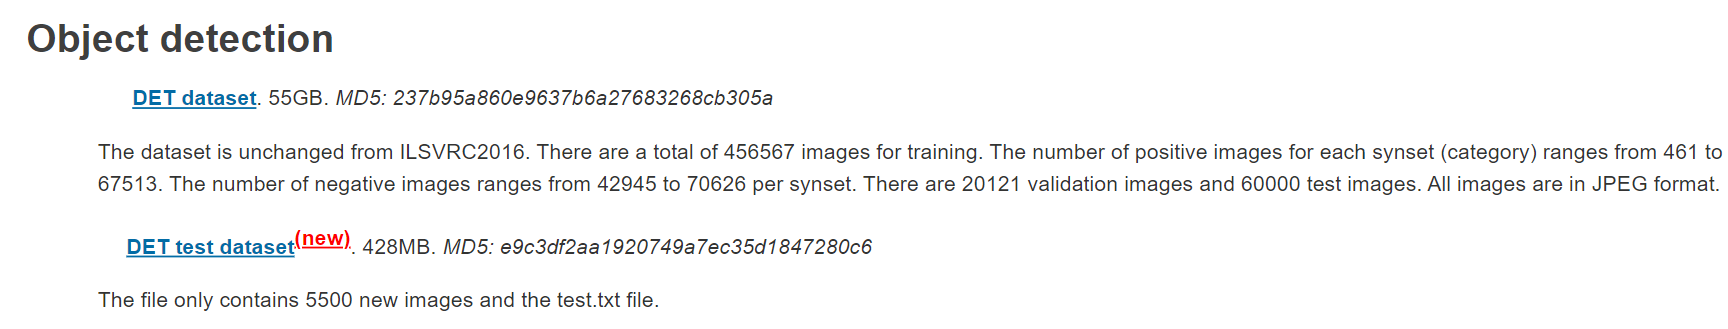 Object detection
DET dataset. 55GB. MD5: 237b95a860e9637b6a27683268cb305a
The dataset is unchanged from ILSVRC2016. There are a total of 456567 images for training. The number of positive images for each synset (category) ranges from 461 to
67513. The number of negative images ranges from 42945 to 70626 per synset. There are 20121 validation images and 60000 test images. All images are in JPEG format.
DET test dataset(new). 428MB. MD5: e9c3df2aa1920749a7ec35d1847280c6
The file only contains 5500 new images and the test.txt file.